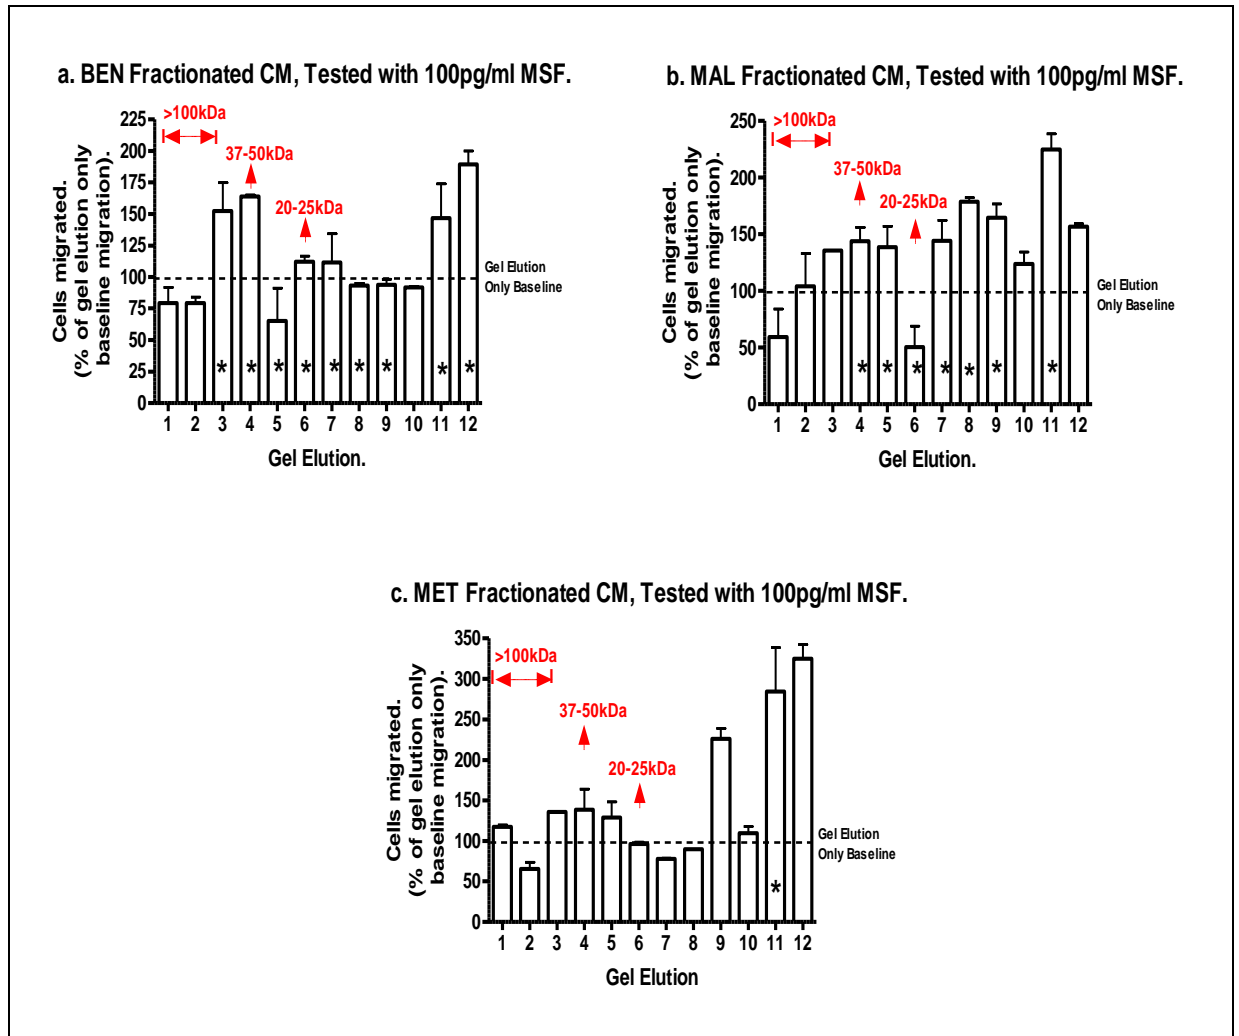 a. BEN Fractionated CM, Tested with 100pg/ml MSF.
Cells migrated.
(% of gel elution only
baseline migration).
225
200
175
150
125
100
75
50
25
0
>100kDa
37-50kDa
20-25kDa
Gel Elution
Only Baseline
* * * * * * * * *
1 2 3 4 5 6 7 8 9 10 11 12
Gel Elution.
b. MAL Fractionated CM, Tested with 100pg/ml MSF.
Cells migrated.
(% of gel elution only
baseline migration).
250
200
150
100
50
0
>100kDa
37-50kDa
20-25kDa
Gel Elution
Only Baseline
* * * * * * *
1 2 3 4 5 6 7 8 9 10 11 12
Gel Elution.
c. MET Fractionated CM, Tested with 100pg/ml MSF.
Cells migrated.
(% of gel elution only
baseline migration).
350
300
250
200
150
100
50
0
>100kDa
37-50kDa
20-25kDa
Gel Elution
Only Baseline
*
1 2 3 4 5 6 7 8 9 10 11 12
Gel Elution